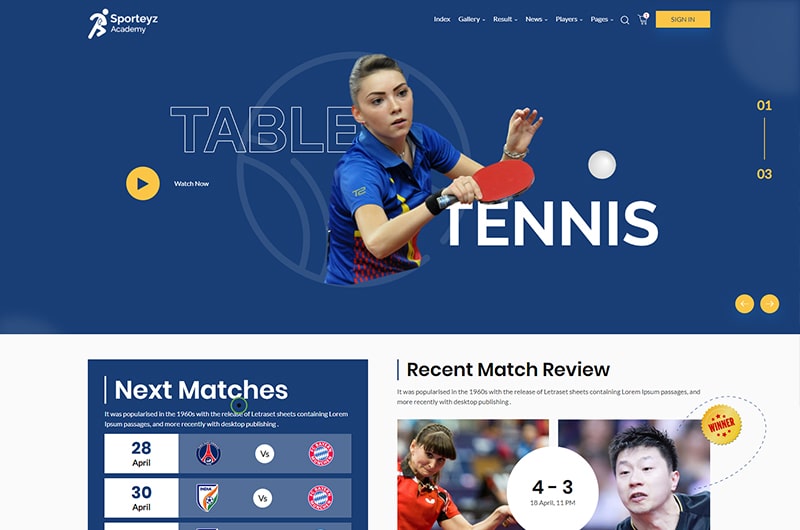 Sporteyz
Academy
Index
Gallery
Result
News
Players
Pages
1
SIGN IN
TABLE
01
03
Watch Now
TENNIS
Next Matches
It was popularised in the 1960s with the release of Letraset sheets containing Lorem
Ipsum passages, and more recently with desktop publishing .
28
April
Vs
30
April
INDIA
Vs
Recent Match Review
It was popularised in the 1960s with the release of Letraset sheets containing Lorem Ipsum passages, and
more recently with desktop publishing .
WINNER
4 - 3
18 April, 11 PM